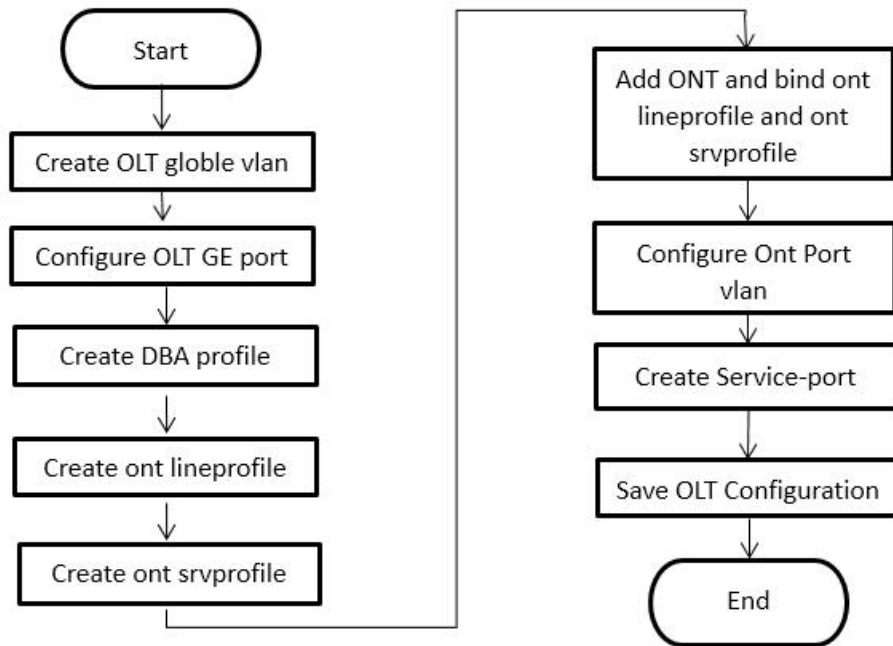 Start
Create OLT globle vlan
Configure OLT GE port
Create DBA profile
Create ont lineprofile
Create ont srvprofile
Add ONT and bind ont
lineprofile and ont
srvprofile
Configure Ont Port
vlan
Create Service-port
Save OLT Configuration
End